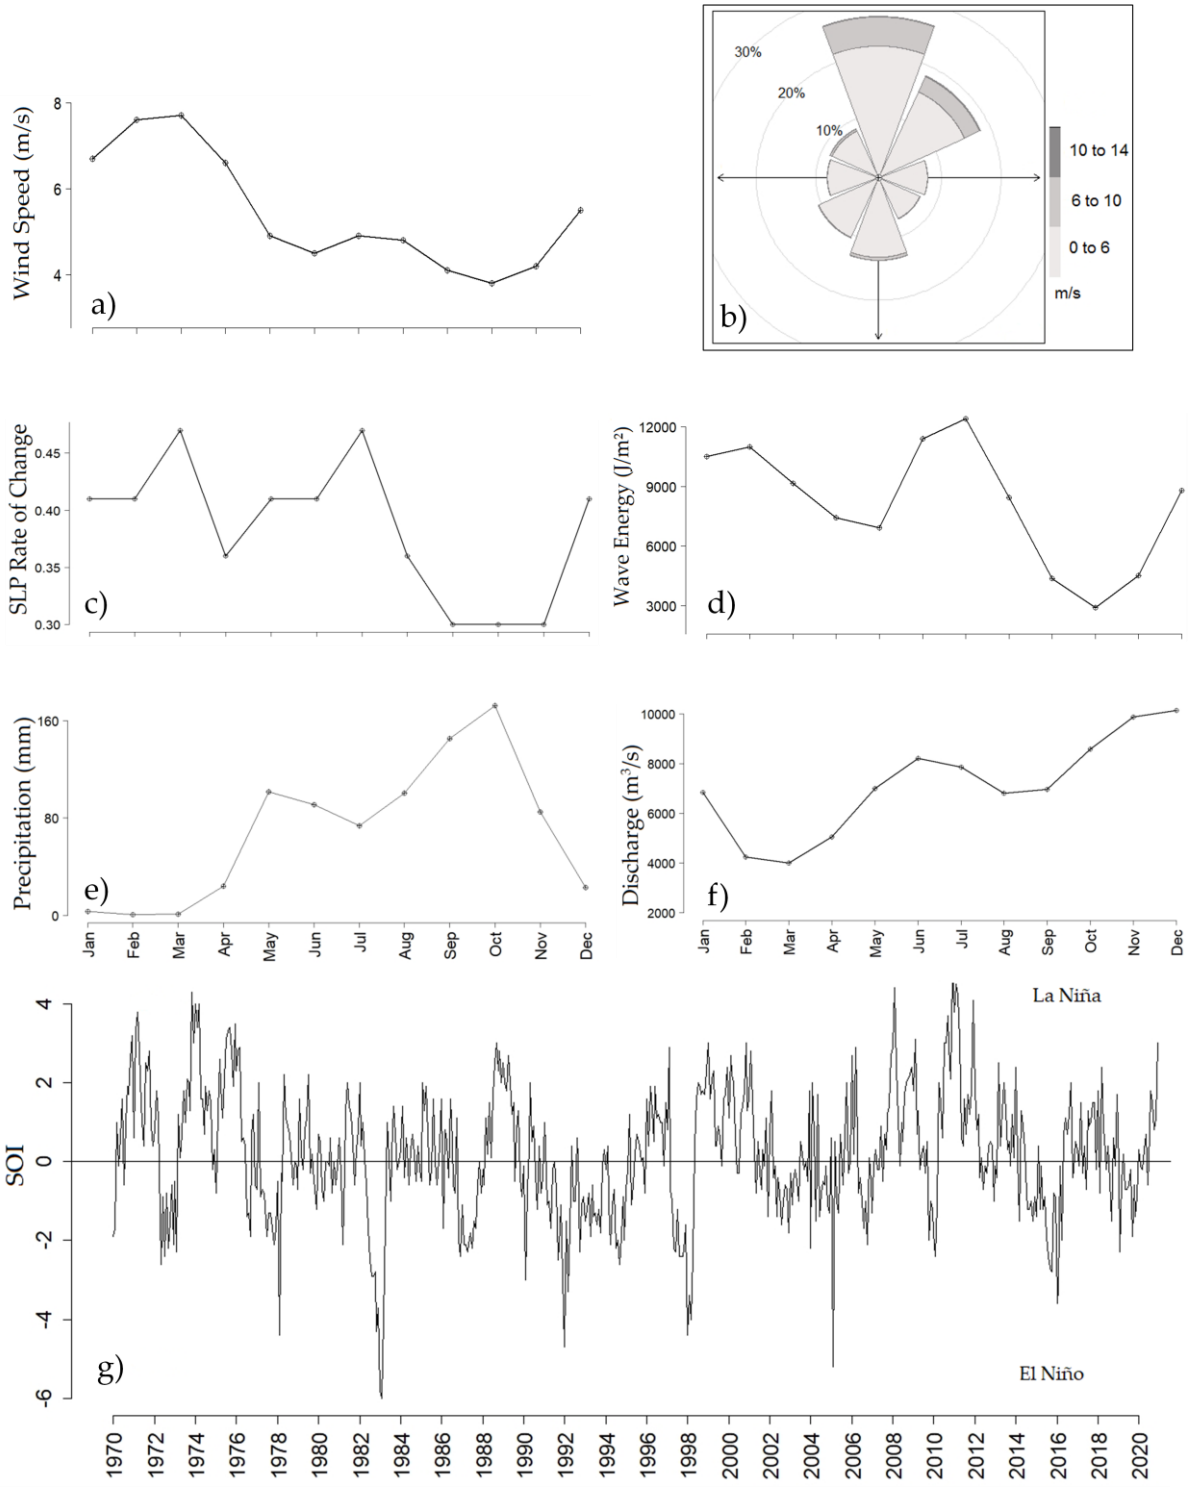 Wind Speed (m/s)
8
6
4
a)
30%
20%
10%
10 to 14
6 to 10
0 to 6
m/s
b)
SLP Rate of Change
0.45
0.40
0.35
0.30
c)
Wave Energy (J/m²)
12000
9000
6000
3000
d)
Precipitation (mm)
160
80
0
e)
Jan
Feb
Mar
Apr
May
Jun
Jul
Aug
Sep
Oct
Nov
Dec
Discharge (m³/s)
10000
8000
6000
4000
2000
f)
Jan
Feb
Mar
Apr
May
Jun
Jul
Aug
Sep
Oct
Nov
Dec
SOI
4
2
0
-2
-4
-6
La Niña
El Niño
g)
1970
1972
1974
1976
1978
1980
1982
1984
1986
1988
1990
1992
1994
1996
1998
2000
2002
2004
2006
2008
2010
2012
2014
2016
2018
2020